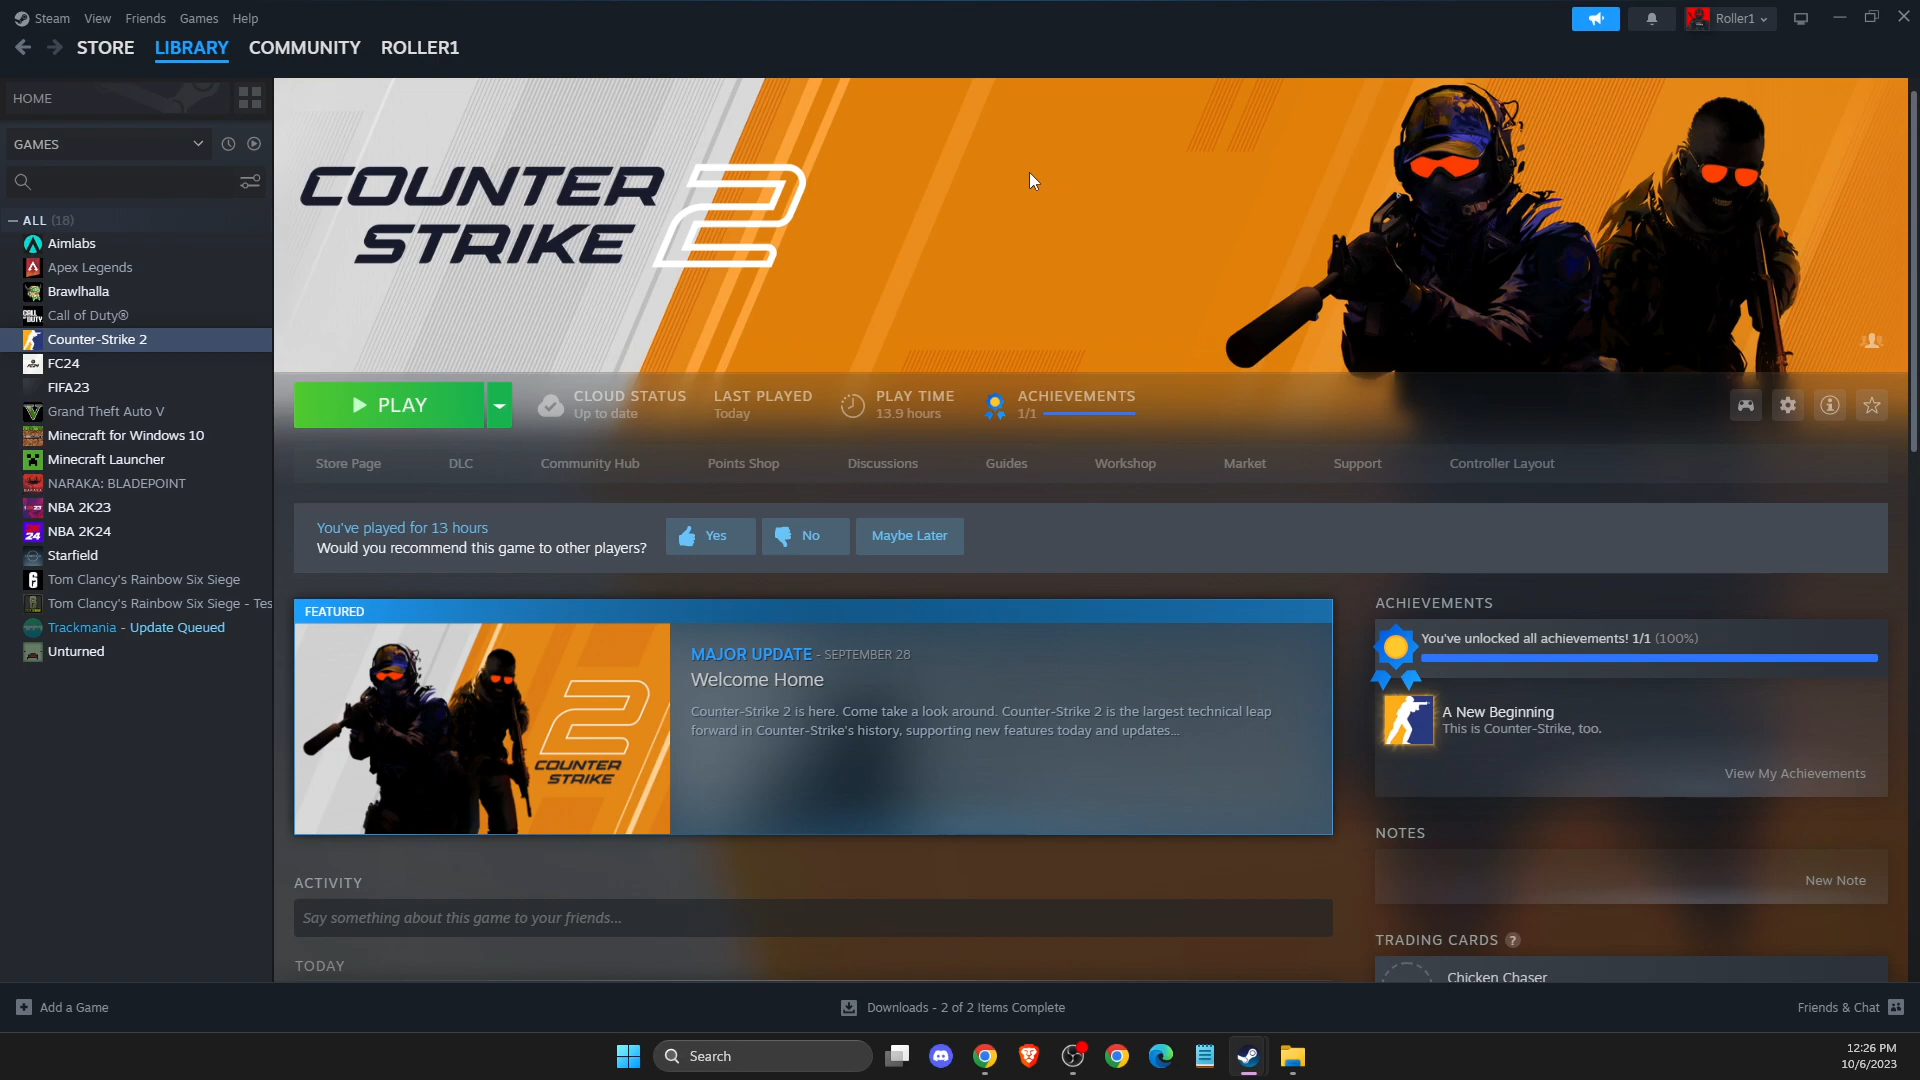 Steam View Friends Games Help
Roller1
STORE LIBRARY COMMUNITY ROLLER1
HOME
GAMES
ALL (18)
Aimlabs
Apex Legends
Brawlhalla
Call of Duty®
Counter-Strike 2
FC24
FIFA23
Grand Theft Auto V
Minecraft for Windows 10
Minecraft Launcher
NARAKA: BLADEPOINT
NBA 2K23
NBA 2K24
Starfield
Tom Clancy's Rainbow Six Siege
Tom Clancy's Rainbow Six Siege - Tes
Trackmania - Update Queued
Unturned
COUNTER
STRIKE 2
PLAY
CLOUD STATUS
Up to date
LAST PLAYED
Today
PLAY TIME
13.9 hours
ACHIEVEMENTS
1/1
Store Page DLC Community Hub Points Shop Discussions Guides Workshop Market Support Controller Layout
You've played for 13 hours
Would you recommend this game to other players?
Yes No Maybe Later
FEATURED
2
COUNTER
STRIKE
MAJOR UPDATE - SEPTEMBER 28
Welcome Home
Counter-Strike 2 is here. Come take a look around. Counter-Strike 2 is the largest technical leap
forward in Counter-Strike's history, supporting new features today and updates...
ACTIVITY
Say something about this game to your friends...
TODAY
ACHIEVEMENTS
You've unlocked all achievements! 1/1 (100%)
A New Beginning
This is Counter-Strike, too.
View My Achievements
NOTES
New Note
TRADING CARDS ?
Chicken Chaser
Add a Game
Downloads - 2 of 2 Items Complete
Friends & Chat
Search
12:26 PM
10/6/2023